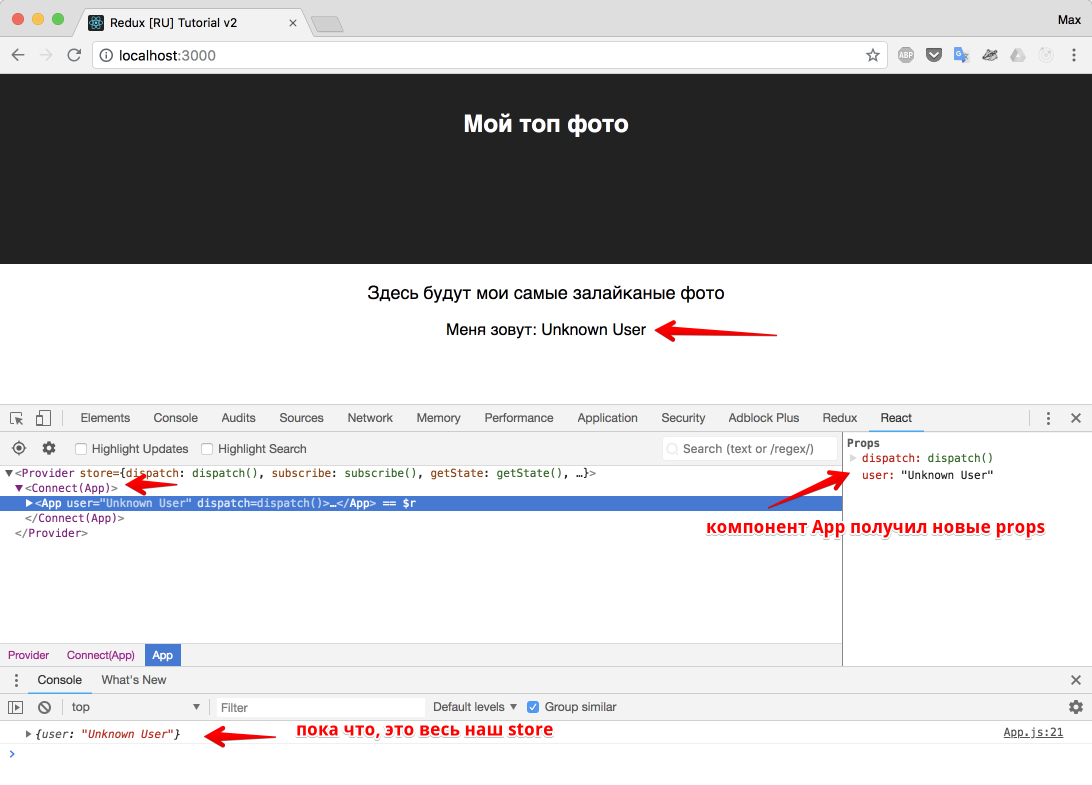 Redux [RU] Tutorial v2
Max
localhost:3000
ABP
Мой топ фото
Здесь будут мои самые залайканые фото
Меня зовут: Unknown User
Elements Console Audits Sources Network Memory Performance Application Security Adblock Plus Redux React
Highlight Updates Highlight Search Search (text or /regex/)
<Provider store={dispatch: dispatch(), subscribe: subscribe(), getState: getState(), …}>
<Connect(App)>
<App user="Unknown User" dispatch=dispatch()>…</App> == $r
</Connect(App)>
</Provider>
Props
dispatch: dispatch()
user: "Unknown User"
компонент App получил новые props
Provider Connect(App) App
Console What's New
top Filter Default levels Group similar
{user: "Unknown User"}
пока что, это весь наш store
App.js:21